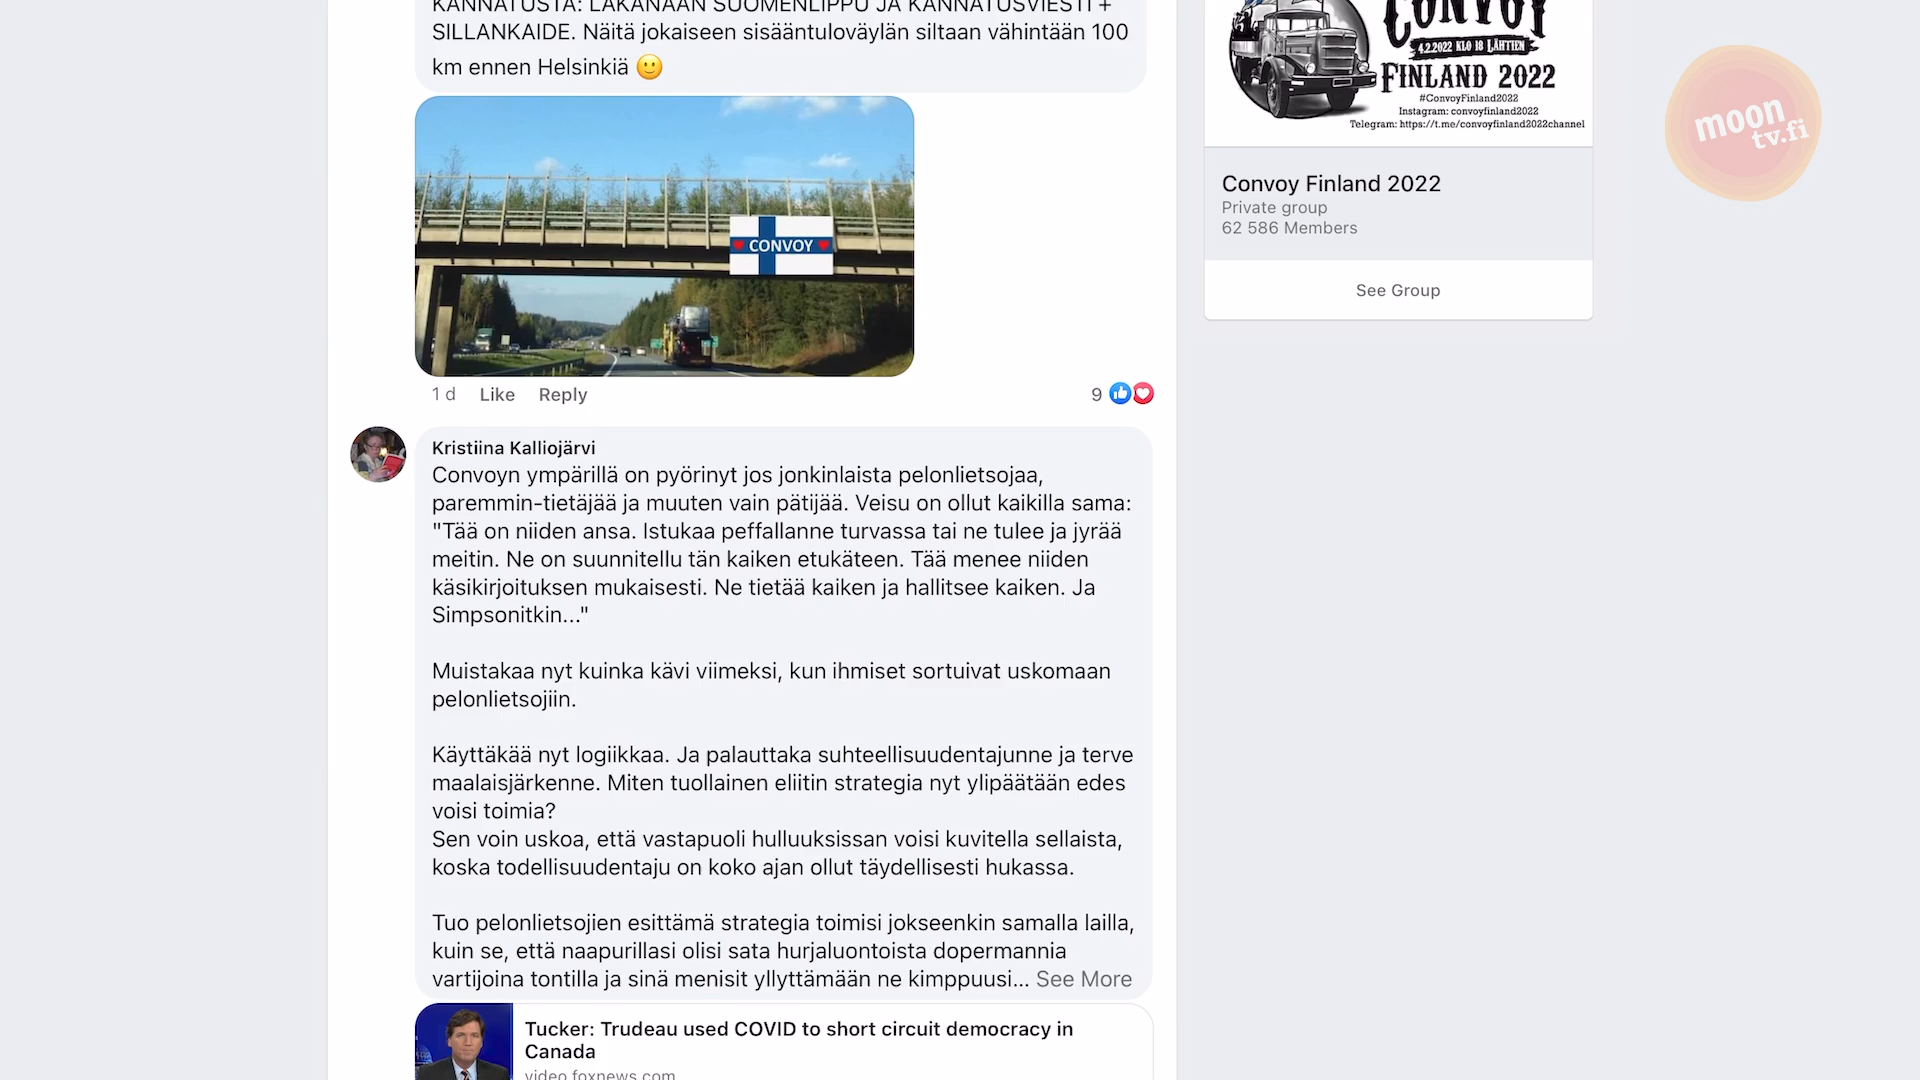 KANNATUSTA: LAKANAAN SUOMENLIPPU JA KANNATUSVIESTI +
SILLANKAIDE. Näitä jokaiseen sisääntuloväylän siltaan vähintään 100
km ennen Helsinkiä 🙂
CONVOY
1 d Like Reply
9
Kristiina Kalliojärvi
Convoyn ympärillä on pyörinyt jos jonkinlaista pelonlietsojaa,
paremmin-tietäjää ja muuten vain pätijää. Veisu on ollut kaikilla sama:
"Tää on niiden ansa. Istukaa peffallanne turvassa tai ne tulee ja jyrää
meitin. Ne on suunnitellu tän kaiken etukäteen. Tää menee niiden
käsikirjoituksen mukaisesti. Ne tietää kaiken ja hallitsee kaiken. Ja
Simpsonitkin..."
Muistakaa nyt kuinka kävi viimeksi, kun ihmiset sortuivat uskomaan
pelonlietsojiin.
Käyttäkää nyt logiikkaa. Ja palauttaka suhteellisuudentajunne ja terve
maalaisjärkenne. Miten tuollainen eliitin strategia nyt ylipäätään edes
voisi toimia?
Sen voin uskoa, että vastapuoli hulluuksissan voisi kuvitella sellaista,
koska todellisuudentaju on koko ajan ollut täydellisesti hukassa.
Tuo pelonlietsojien esittämä strategia toimisi jokseenkin samalla lailla,
kuin se, että naapurillasi olisi sata hurjaluontoista dopermannia
vartijoina tontilla ja sinä menisit yllyttämään ne kimppuusi... See More
Tucker: Trudeau used COVID to short circuit democracy in
Canada
video.foxnews.com
CONVOY
4.2.2022 KLO 18 LÄHTIEN
FINLAND 2022
#ConvoyFinland2022
Instagram: convoyfinland2022
Telegram: https://t.me/convoyfinland2022channel
Convoy Finland 2022
Private group
62 586 Members
See Group
moon
tv.fi